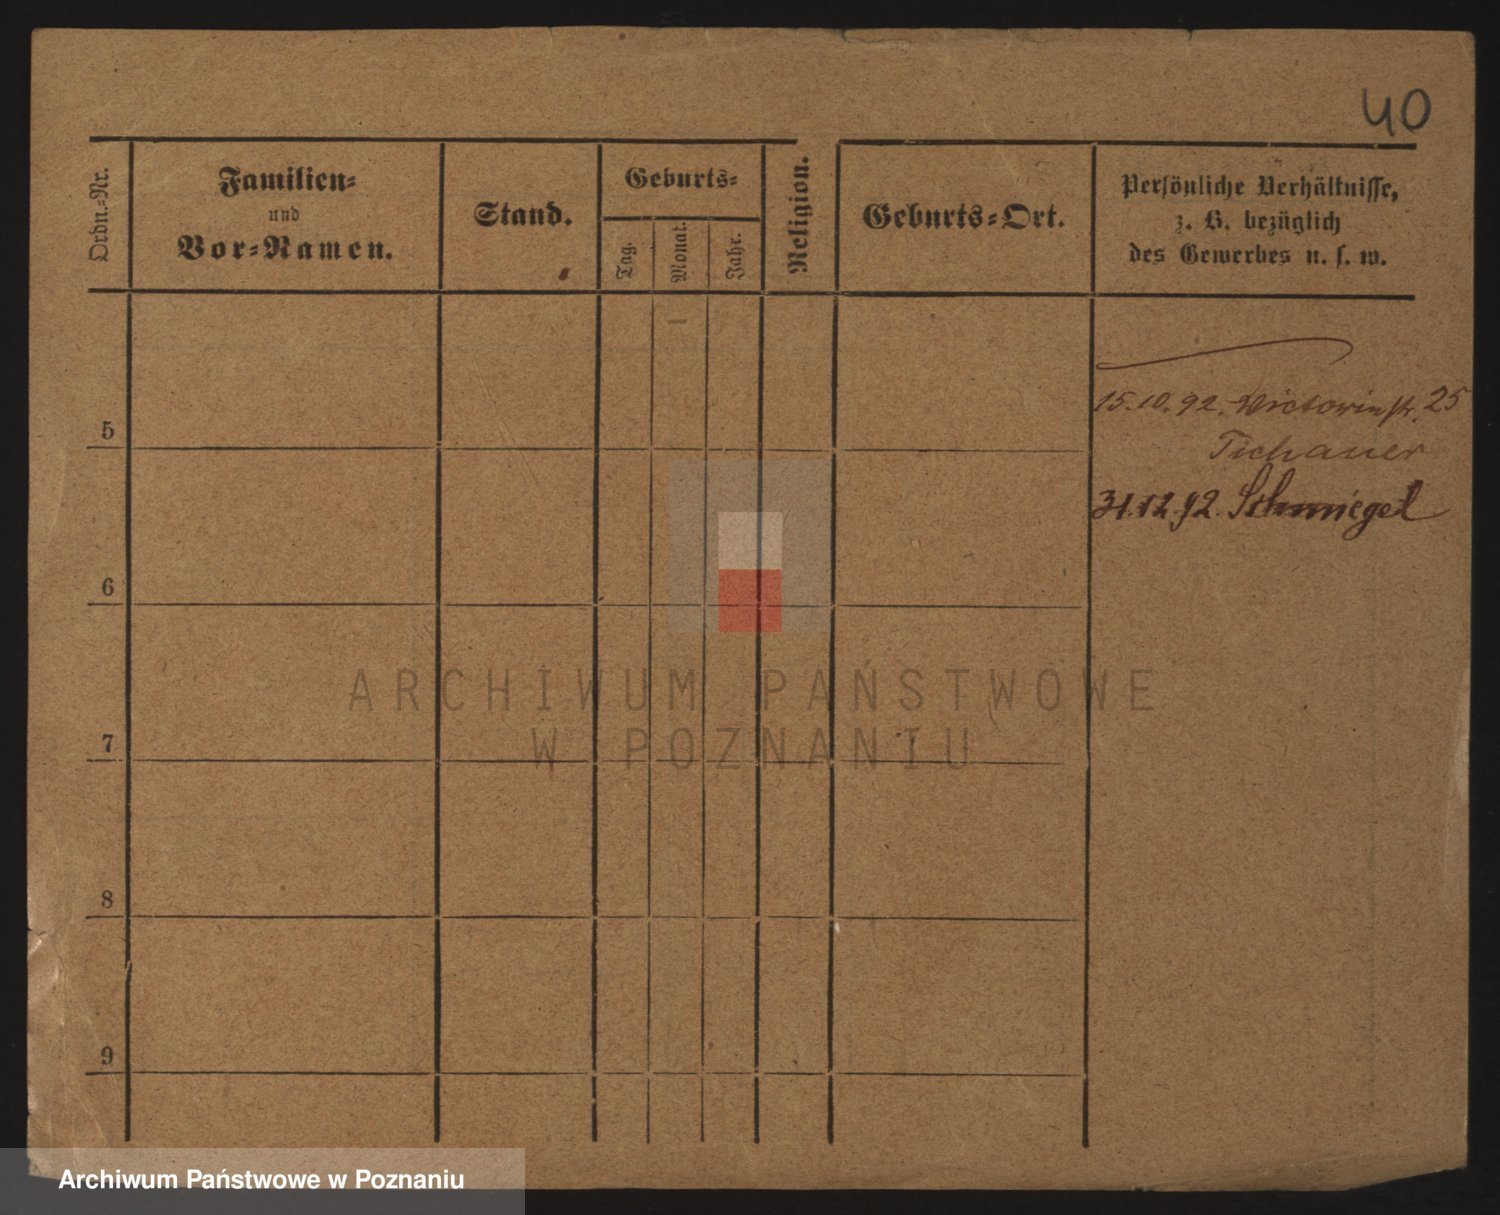 40
Ordn.-Nr.
Familien-
und
Vor-Namen.
Stand.
Geburts-
Tag.
Monat.
Jahr.
Religion.
Geburts-Ort.
Persönliche Verhältnisse,
z. B. bezüglich
des Gewerbes u. s. w.
15.10.92. Victoriastr. 25
Tichauer
31.12.92. Schmiegel
5
6
7
8
9
ARCHIWUM PAŃSTWOWE
W POZNANIU
Archiwum Państwowe w Poznaniu